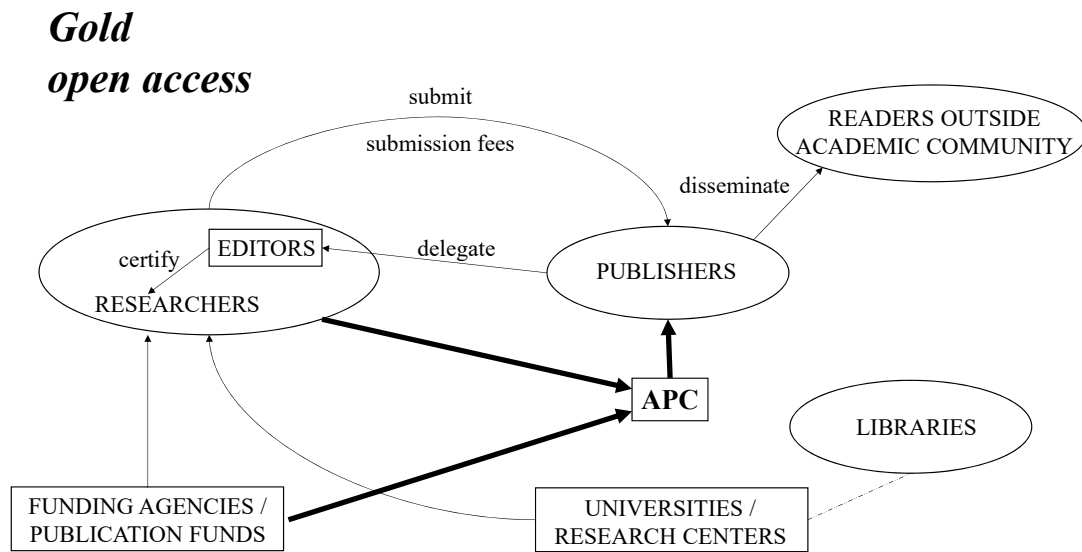 Gold
open access
submit
submission fees
READERS OUTSIDE
ACADEMIC COMMUNITY
disseminate
EDITORS
certify
delegate
PUBLISHERS
RESEARCHERS
APC
LIBRARIES
FUNDING AGENCIES /
PUBLICATION FUNDS
UNIVERSITIES /
RESEARCH CENTERS